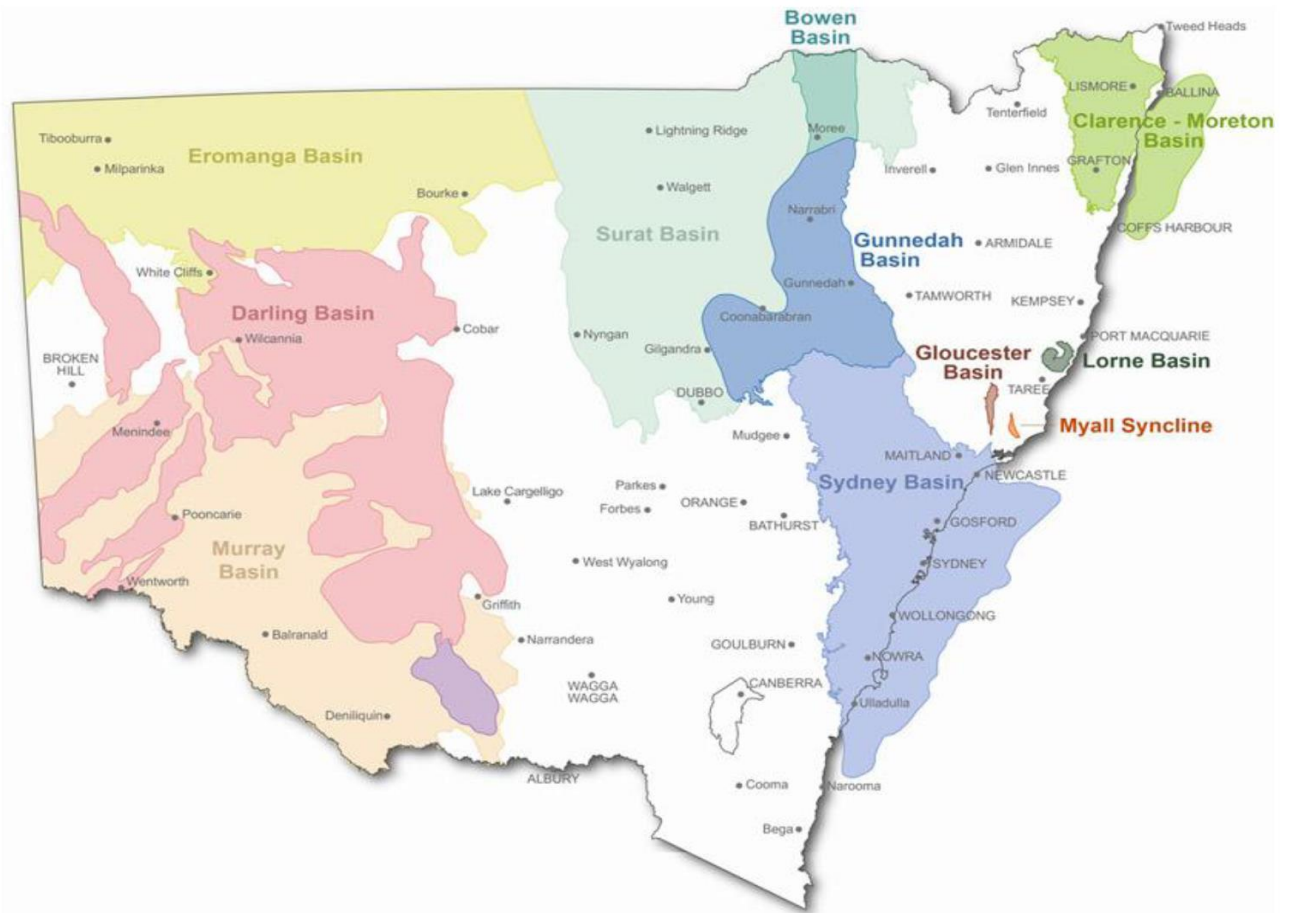 Bowen
Basin
Tweed Heads
LISMORE
BALLINA
Tenterfield
Clarence - Moreton
Basin
Tibooburra
Lightning Ridge
Moree
Milparinka
Eromanga Basin
Inverell
Glen Innes
GRAFTON
Bourke
Walgett
Narrabri
Surat Basin
COFFS HARBOUR
Gunnedah
Basin
ARMIDALE
White Cliffs
Gunnedah
TAMWORTH
KEMPSEY
Darling Basin
Coonabarabran
Wilcannia
Cobar
Nyngan
PORT MACQUARIE
Gilgandra
Gloucester
Basin
Lorne Basin
BROKEN
HILL
TAREE
DUBBO
Menindee
Mudgee
Myall Syncline
MAITLAND
NEWCASTLE
Sydney Basin
Lake Cargelligo
Parkes
ORANGE
Forbes
BATHURST
Pooncarie
GOSFORD
Murray
Basin
West Wyalong
SYDNEY
Wentworth
Griffith
Young
WOLLONGONG
Balranald
Narrandera
GOULBURN
NOWRA
WAGGA
WAGGA
CANBERRA
Ulladulla
Deniliquin
ALBURY
Cooma
Narooma
Bega